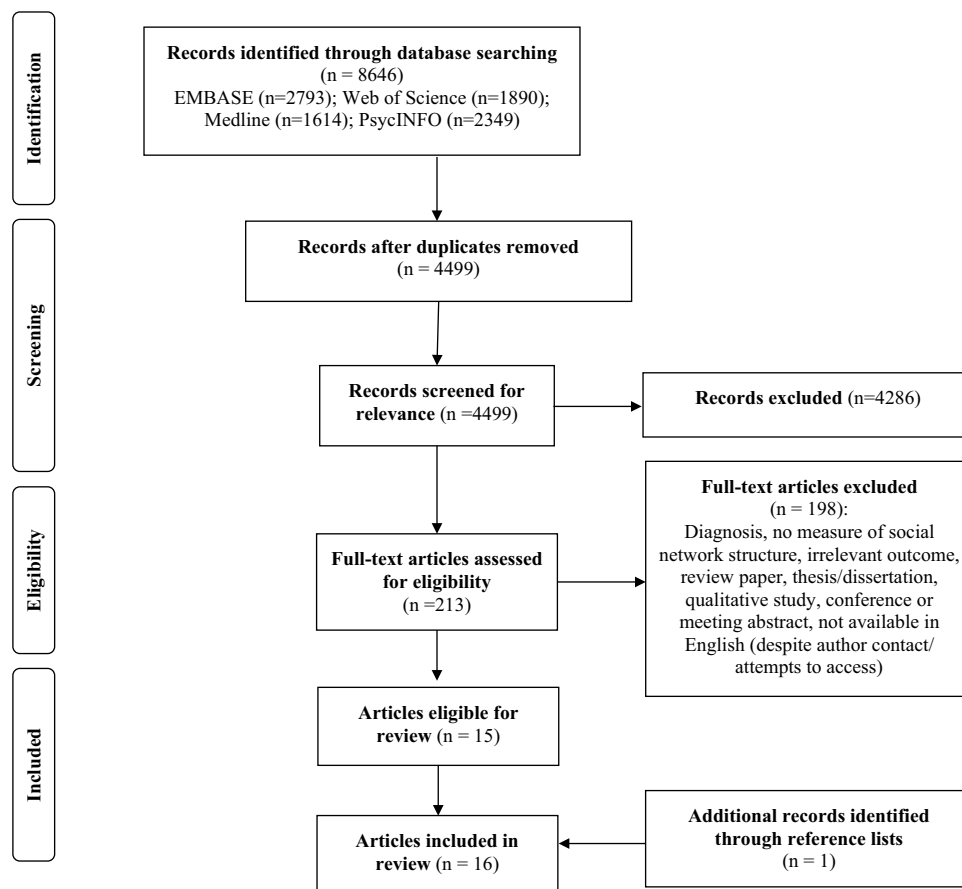 Identification
Records identified through database searching
(n = 8646)
EMBASE (n=2793); Web of Science (n=1890);
Medline (n=1614); PsycINFO (n=2349)
Screening
Records after duplicates removed
(n = 4499)
Records screened for
relevance (n =4499)
Records excluded (n=4286)
Eligibility
Full-text articles assessed
for eligibility
(n =213)
Full-text articles excluded
(n = 198):
Diagnosis, no measure of social
network structure, irrelevant outcome,
review paper, thesis/dissertation,
qualitative study, conference or
meeting abstract, not available in
English (despite author contact/
attempts to access)
Included
Articles eligible for
review (n = 15)
Articles included in
review (n = 16)
Additional records identified
through reference lists
(n = 1)